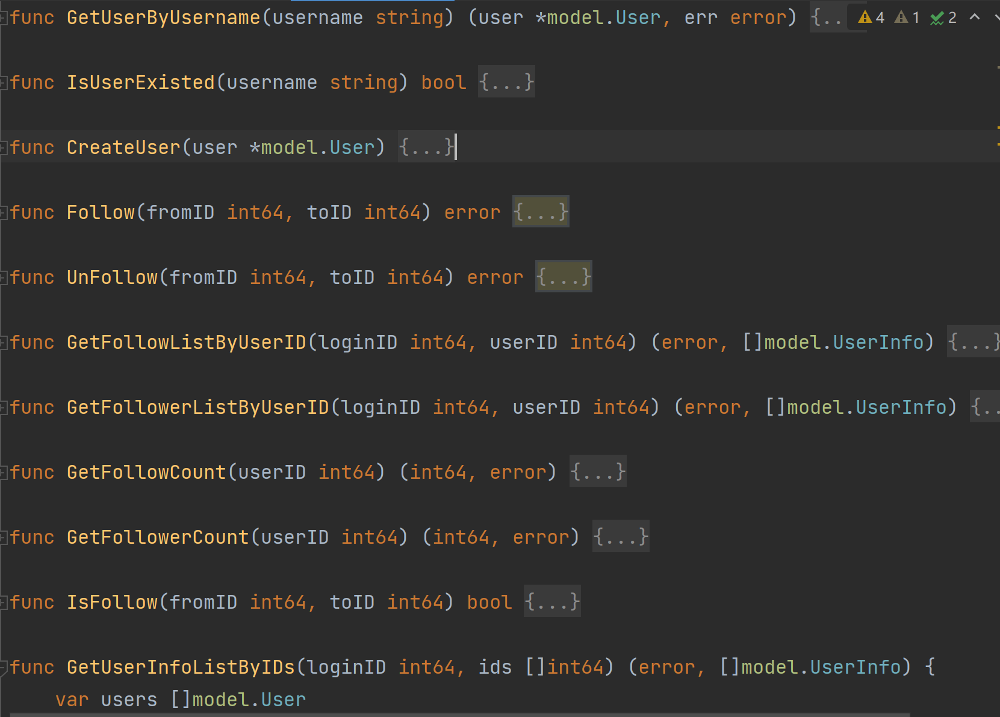 func GetUserByUsername(username string) (user *model.User, err error) {.. 4 1 2
func IsUserExisted(username string) bool {...}
func CreateUser(user *model.User) {...}
func Follow(fromID int64, toID int64) error {...}
func UnFollow(fromID int64, toID int64) error {...}
func GetFollowListByUserID(loginID int64, userID int64) (error, []model.UserInfo) {...}
func GetFollowerListByUserID(loginID int64, userID int64) (error, []model.UserInfo) {..
func GetFollowCount(userID int64) (int64, error) {...}
func GetFollowerCount(userID int64) (int64, error) {...}
func IsFollow(fromID int64, toID int64) bool {...}
func GetUserInfoListByIDs(loginID int64, ids []int64) (error, []model.UserInfo) {
var users []model.User